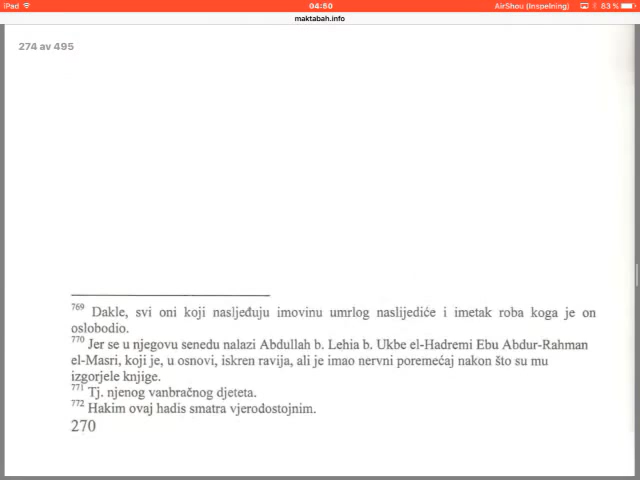 iPad
04:50
AirShou (Inspelning)
83 %
maktabah.info
274 av 495
769 Dakle, svi oni koji nasljeđuju imovinu umrlog naslijediće i imetak roba koga je on
oslobodio.
770 Jer se u njegovu senedu nalazi Abdullah b. Lehia b. Ukbe el-Hadremi Ebu Abdur-Rahman
el-Masri, koji je, u osnovi, iskren ravija, ali je imao nervni poremećaj nakon što su mu
izgorjele knjige.
771 Tj. njenog vanbračnog djeteta.
772 Hakim ovaj hadis smatra vjerodostojnim.
270